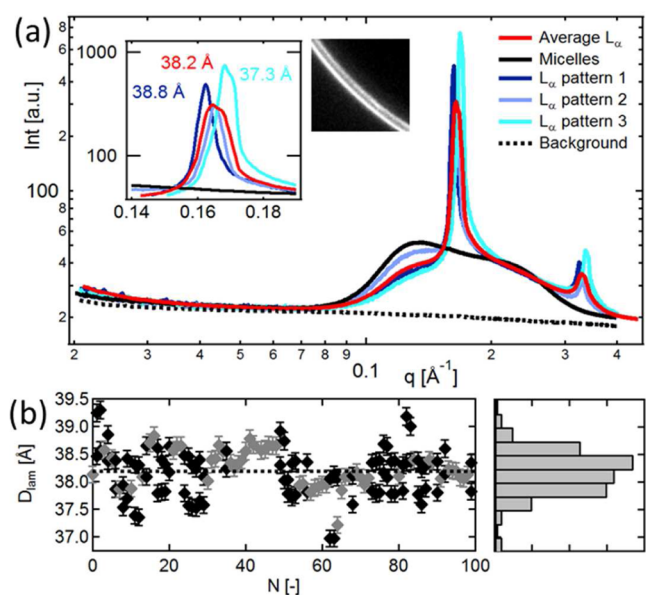 (a)
Int [a.u.]
8
6
4
2
100
8
6
4
2
1000
100
38.2 Å
37.3 Å
38.8 Å
0.14
0.16
0.18
Average Lα
Micelles
Lα pattern 1
Lα pattern 2
Lα pattern 3
Background
2
3
4
5
6
7
8
9
0.1
2
3
4
q [Å⁻¹]
(b)
Dlam [Å]
39.5
39.0
38.5
38.0
37.5
37.0
0
20
40
60
80
100
N [-]